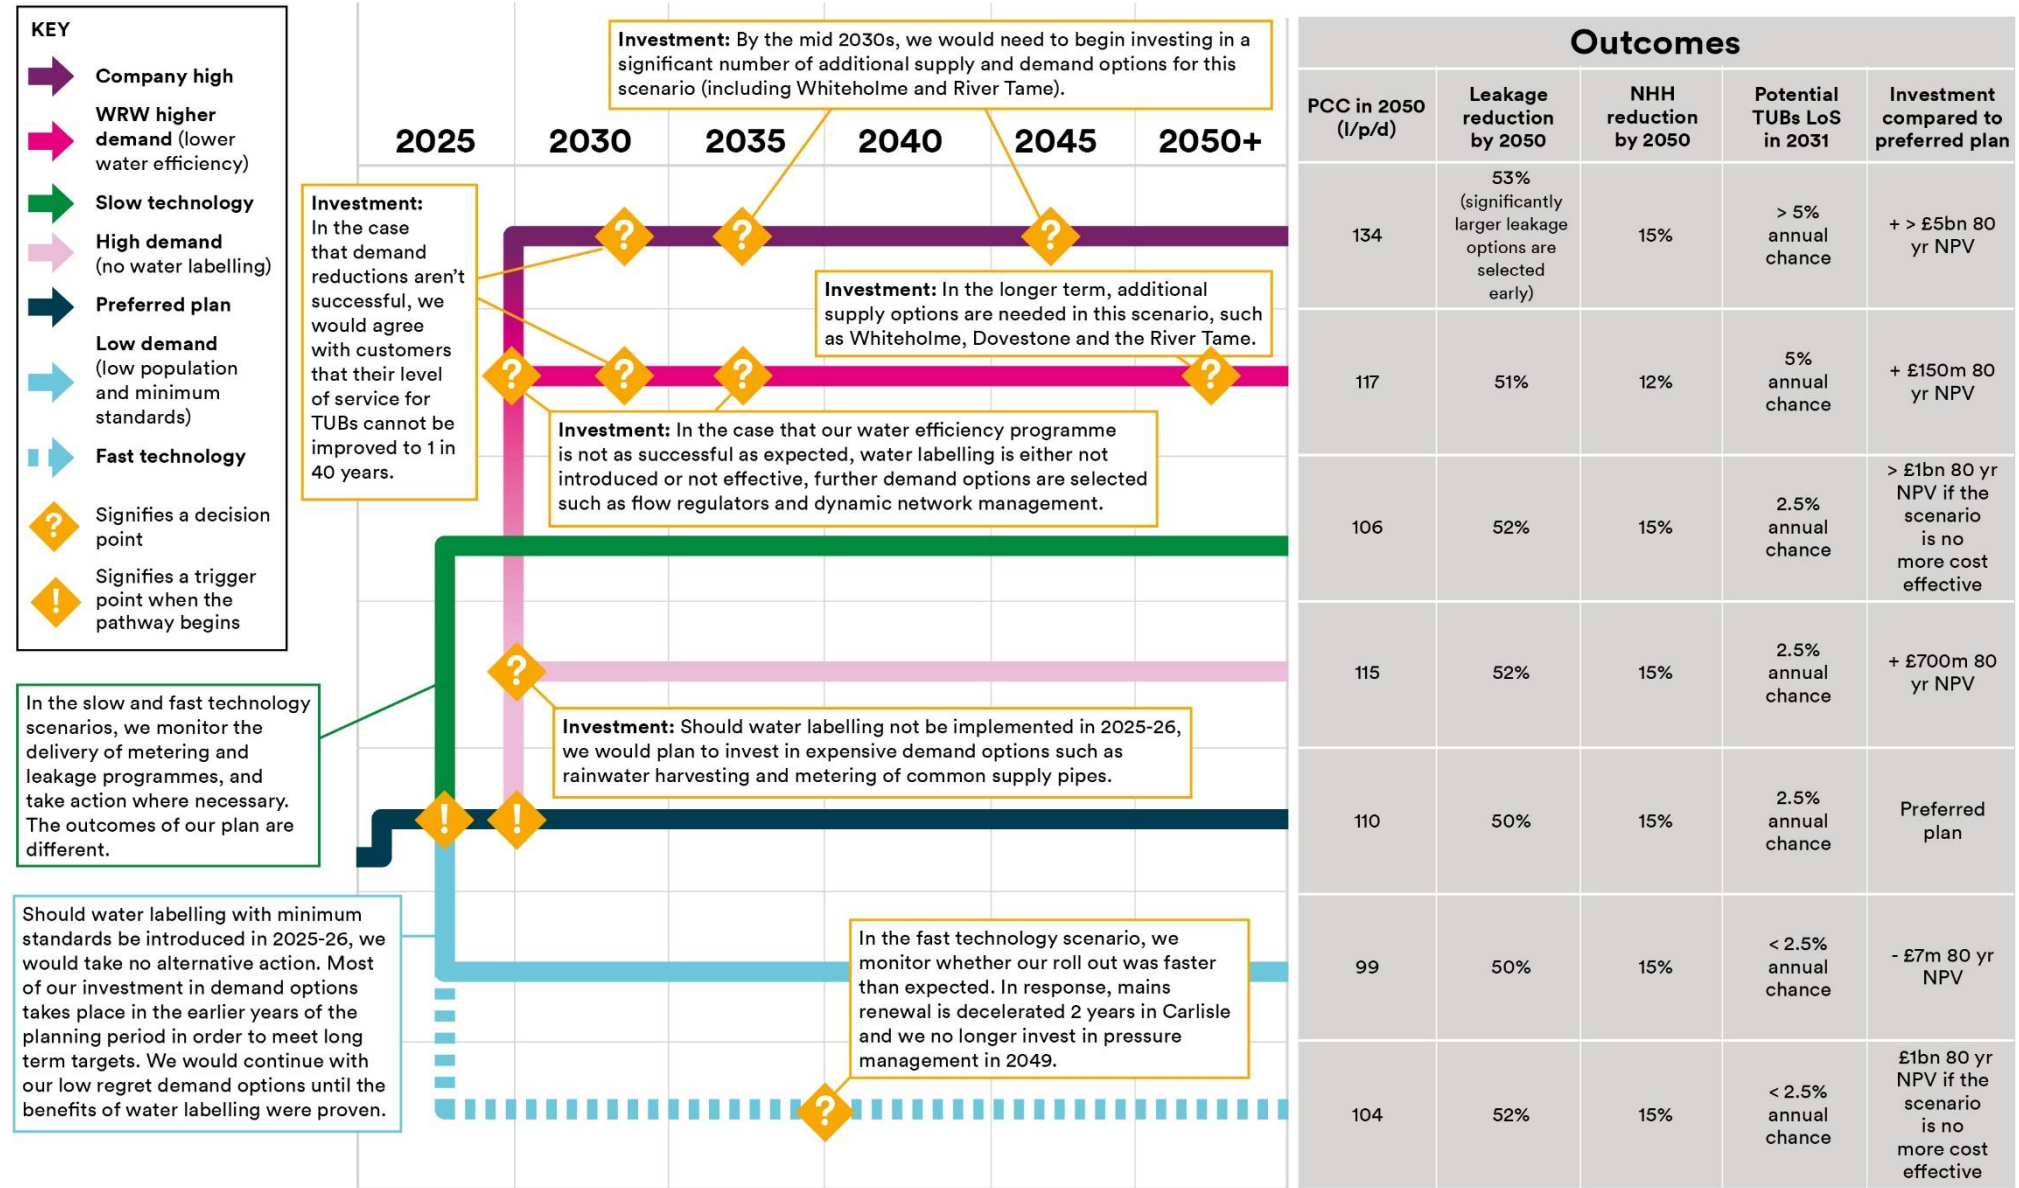 KEY
Company high
WRW higher
demand (lower
water efficiency)
Slow technology
High demand
(no water labelling)
Preferred plan
Low demand
(low population
and minimum
standards)
Fast technology
?
Signifies a decision
point
!
Signifies a trigger
point when the
pathway begins
In the slow and fast technology
scenarios, we monitor the
delivery of metering and
leakage programmes, and
take action where necessary.
The outcomes of our plan are
different.
Should water labelling with minimum
standards be introduced in 2025-26, we
would take no alternative action. Most
of our investment in demand options
takes place in the earlier years of the
planning period in order to meet long
term targets. We would continue with
our low regret demand options until the
benefits of water labelling were proven.
Investment: By the mid 2030s, we would need to begin investing in a
significant number of additional supply and demand options for this
scenario (including Whiteholme and River Tame).
2025 2030 2035 2040 2045 2050+
Investment:
In the case
that demand
reductions aren't
successful, we
would agree
with customers
that their level
of service for
TUBs cannot be
improved to 1 in
40 years.
? ? ?
Investment: In the longer term, additional
supply options are needed in this scenario, such
as Whiteholme, Dovestone and the River Tame.
? ? ? ?
Investment: In the case that our water efficiency programme
is not as successful as expected, water labelling is either not
introduced or not effective, further demand options are selected
such as flow regulators and dynamic network management.
?
Investment: Should water labelling not be implemented in 2025-26,
we would plan to invest in expensive demand options such as
rainwater harvesting and metering of common supply pipes.
! !
In the fast technology scenario, we
monitor whether our roll out was faster
than expected. In response, mains
renewal is decelerated 2 years in Carlisle
and we no longer invest in pressure
management in 2049.
?
Outcomes
PCC in 2050
(l/p/d)
Leakage
reduction
by 2050
NHH
reduction
by 2050
Potential
TUBs LoS
in 2031
Investment
compared to
preferred plan
134
53%
(significantly
larger leakage
options are
selected
early)
15%
> 5%
annual
chance
+ > £5bn 80
yr NPV
117
51%
12%
5%
annual
chance
+ £150m 80
yr NPV
106
52%
15%
2.5%
annual
chance
> £1bn 80 yr
NPV if the
scenario
is no
more cost
effective
115
52%
15%
2.5%
annual
chance
+ £700m 80
yr NPV
110
50%
15%
2.5%
annual
chance
Preferred
plan
99
50%
15%
< 2.5%
annual
chance
- £7m 80 yr
NPV
104
52%
15%
< 2.5%
annual
chance
£1bn 80 yr
NPV if the
scenario
is no
more cost
effective